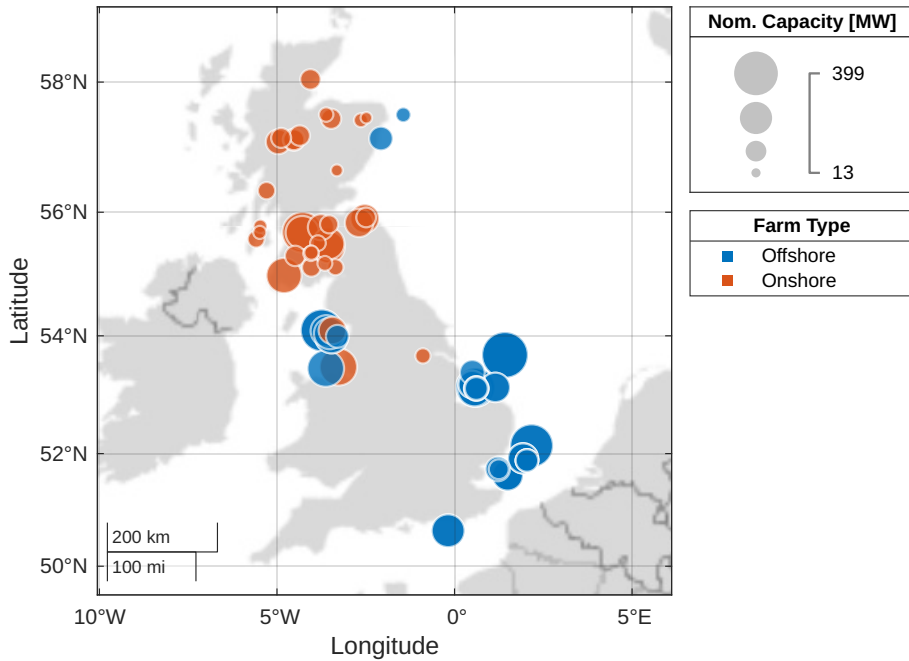 58°N
56°N
54°N
52°N
50°N
Latitude
200 km
100 mi
10°W
5°W
0°
5°E
Longitude
Nom. Capacity [MW]
399
13
Farm Type
Offshore
Onshore